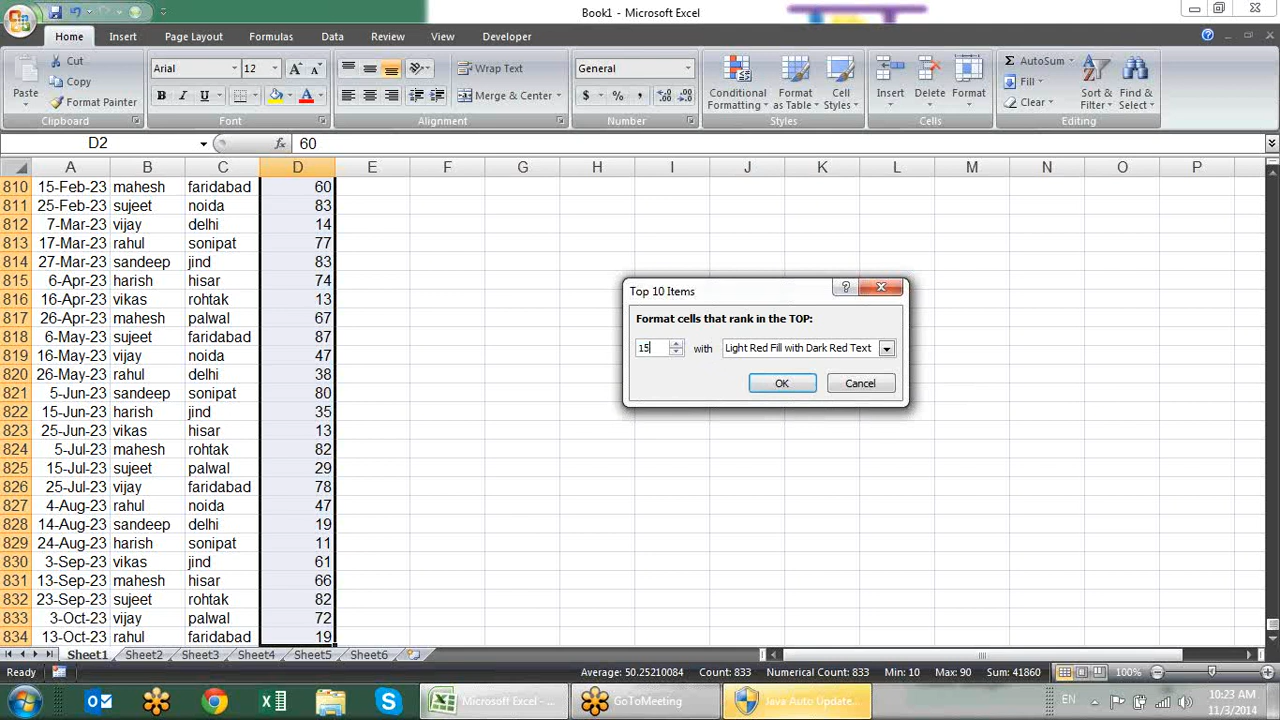 Book1 - Microsoft Excel
Home Insert Page Layout Formulas Data Review View Developer
Paste Cut Copy Format Painter Clipboard
Arial 12 A A B I U A Font
Wrap Text Merge & Center Alignment
General $ % , Number
Conditional Formatting Format as Table Cell Styles Styles
Insert Delete Format Cells
AutoSum Fill Clear Sort & Filter Find & Select Editing
D2 fx 60
A B C D E F G H I J K L M N O P
810 15-Feb-23 mahesh faridabad 60
811 25-Feb-23 sujeet noida 83
812 7-Mar-23 vijay delhi 14
813 17-Mar-23 rahul sonipat 77
814 27-Mar-23 sandeep jind 83
815 6-Apr-23 harish hisar 74
816 16-Apr-23 vikas rohtak 13
817 26-Apr-23 mahesh palwal 67
818 6-May-23 sujeet faridabad 87
819 16-May-23 vijay noida 47
820 26-May-23 rahul delhi 38
821 5-Jun-23 sandeep sonipat 80
822 15-Jun-23 harish jind 35
823 25-Jun-23 vikas hisar 13
824 5-Jul-23 mahesh rohtak 82
825 15-Jul-23 sujeet palwal 29
826 25-Jul-23 vijay faridabad 78
827 4-Aug-23 rahul noida 47
828 14-Aug-23 sandeep delhi 19
829 24-Aug-23 harish sonipat 11
830 3-Sep-23 vikas jind 61
831 13-Sep-23 mahesh hisar 66
832 23-Sep-23 sujeet rohtak 82
833 3-Oct-23 vijay palwal 72
834 13-Oct-23 rahul faridabad 19
Top 10 Items
Format cells that rank in the TOP:
15 with Light Red Fill with Dark Red Text
OK Cancel
Sheet1 Sheet2 Sheet3 Sheet4 Sheet5 Sheet6
Ready Average: 50.25210084 Count: 833 Numerical Count: 833 Min: 10 Max: 90 Sum: 41860 100%
Microsoft Excel - ... GoToMeeting Java Auto Update... EN 10:23 AM
11/3/2014